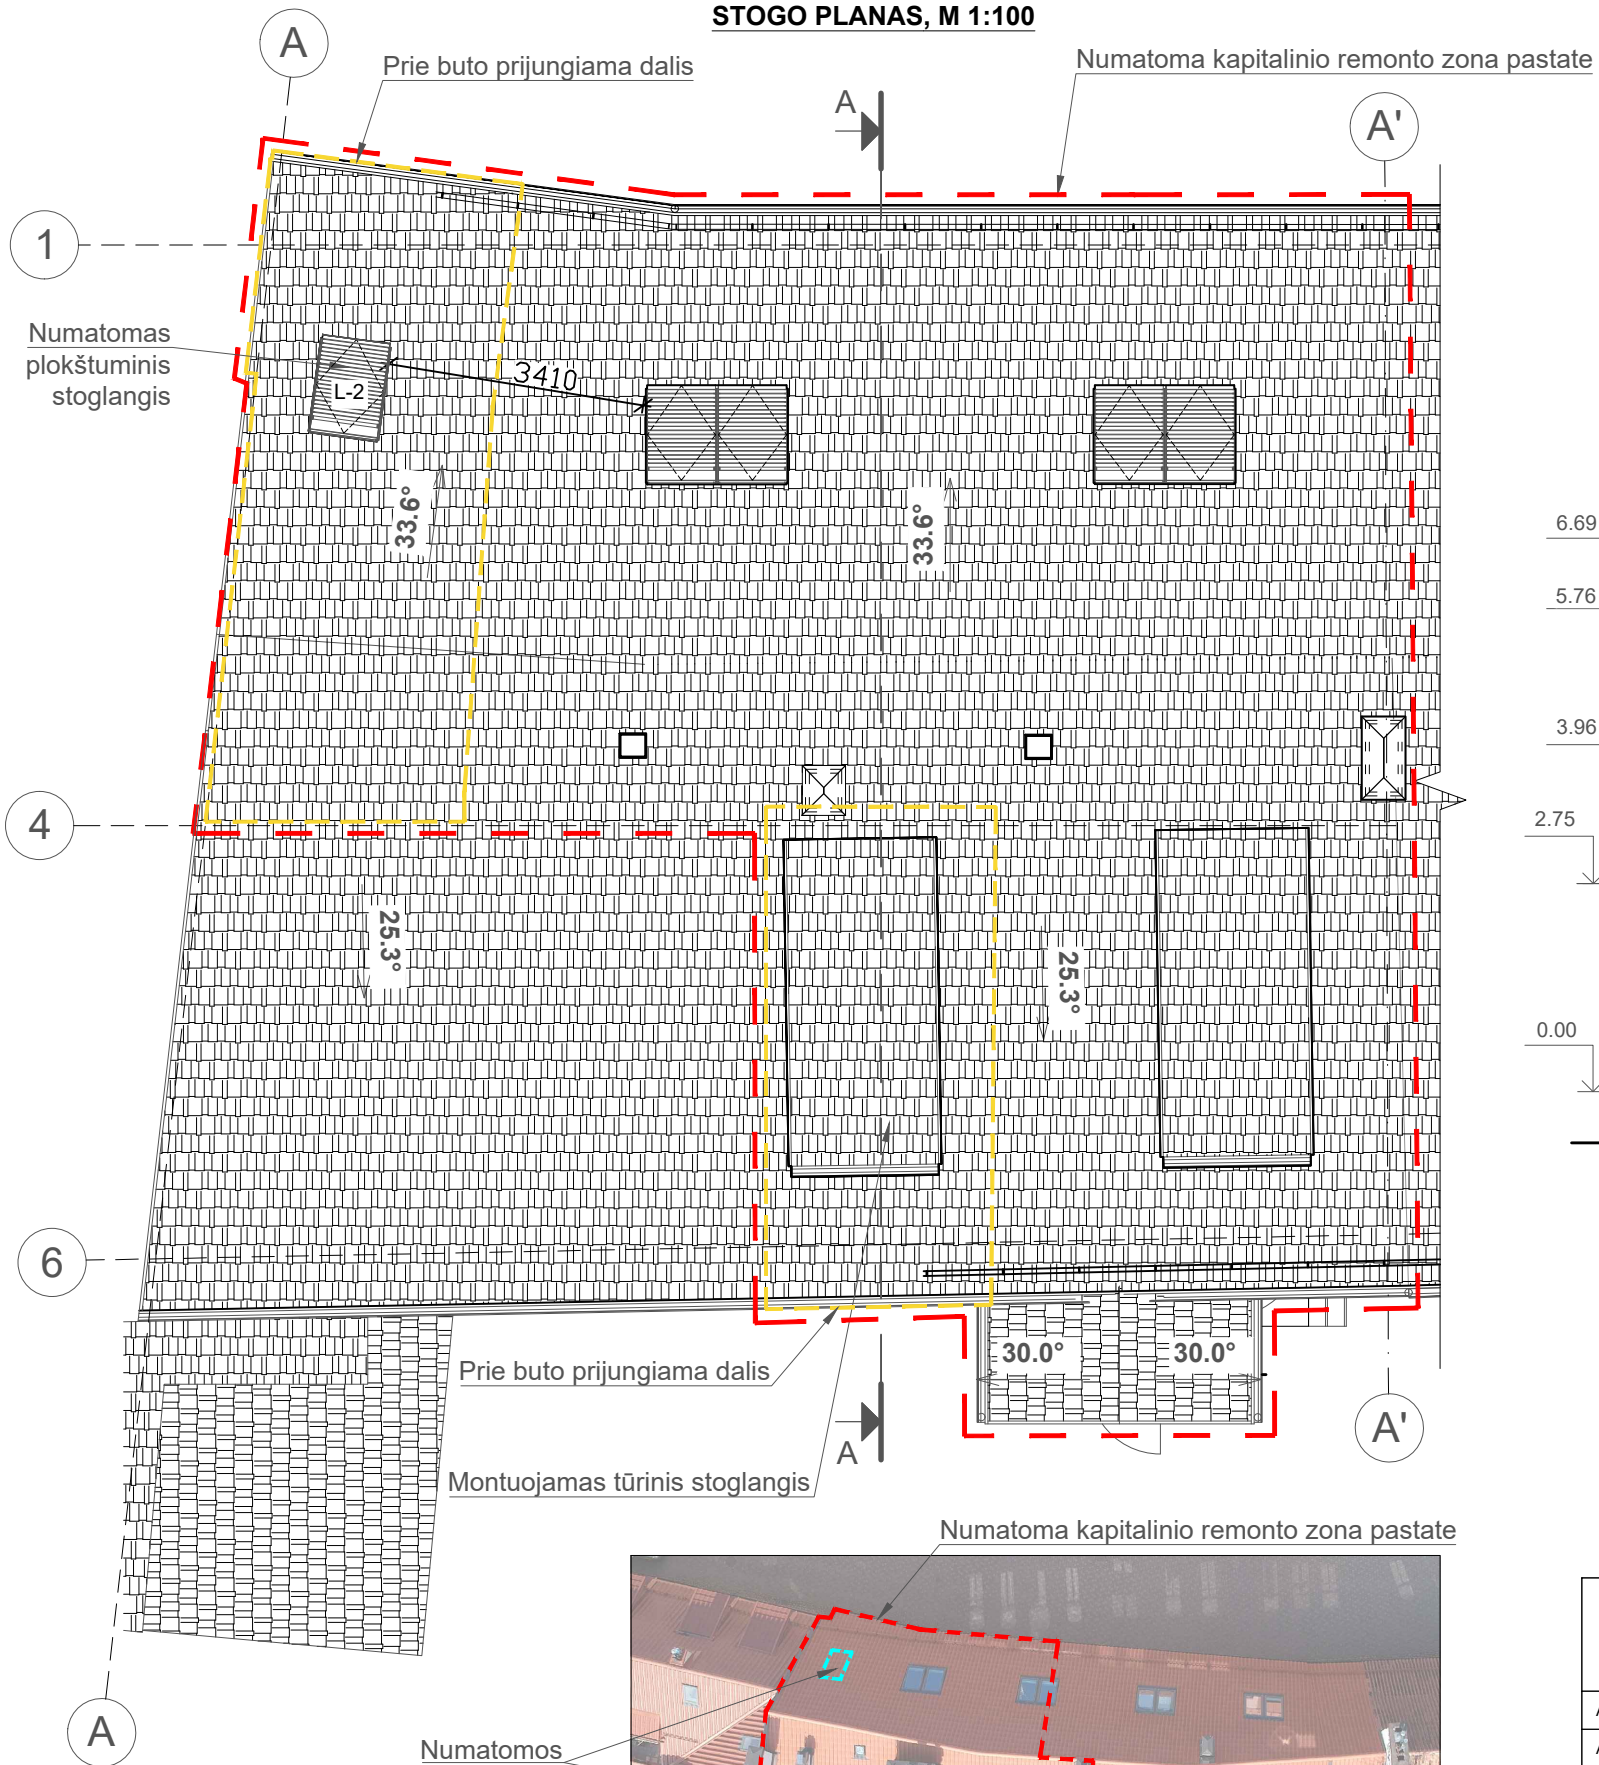 STOGO PLANAS, M 1:100
A
Prie buto prijungiama dalis
Numatoma kapitalinio remonto zona pastate
A
A'
1
Numatomas
plokštuminis
stoglangis
L-2
3410
33.6°
33.6°
6.69
5.76
3.96
4
2.75
25.3°
25.3°
0.00
6
30.0°
30.0°
Prie buto prijungiama dalis
A
A'
Montuojamas tūrinis stoglangis
Numatoma kapitalinio remonto zona pastate
A
Numatomos